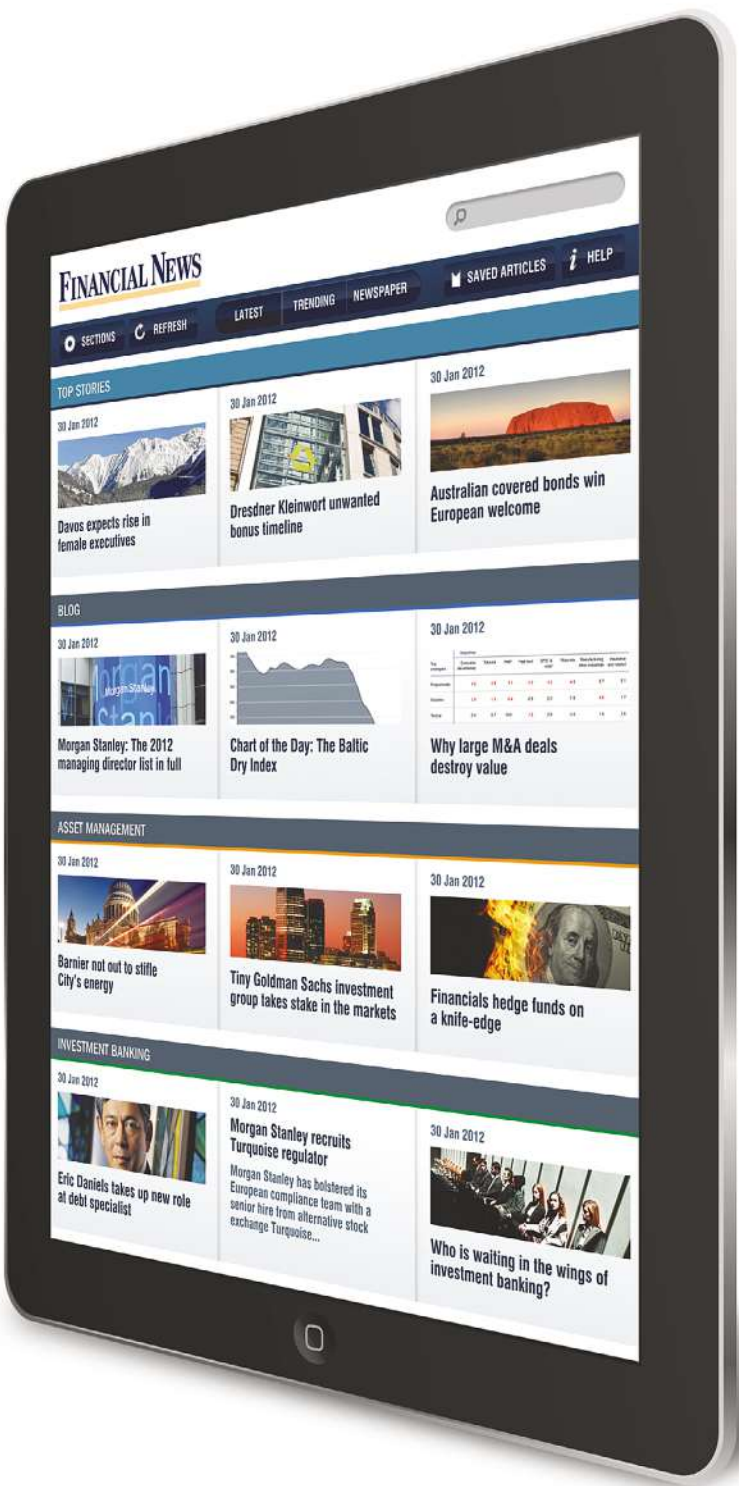 FINANCIAL NEWS
SECTIONS
REFRESH
LATEST
TRENDING
NEWSPAPER
SAVED ARTICLES
i HELP
TOP STORIES
30 Jan 2012
Davos expects rise in
female executives
30 Jan 2012
Dresdner Kleinwort unwanted
bonus timeline
30 Jan 2012
Australian covered bonds win
European welcome
BLOG
30 Jan 2012
Morgan Stanley
Morgan Stanley: The 2012
managing director list in full
30 Jan 2012
Chart of the Day: The Baltic
Dry Index
30 Jan 2012
Why large M&A deals
destroy value
ASSET MANAGEMENT
30 Jan 2012
Barnier not out to stifle
City's energy
30 Jan 2012
Tiny Goldman Sachs investment
group takes stake in the markets
30 Jan 2012
Financials hedge funds on
a knife-edge
INVESTMENT BANKING
30 Jan 2012
Eric Daniels takes up new role
at debt specialist
30 Jan 2012
Morgan Stanley recruits
Turquoise regulator
Morgan Stanley has bolstered its
European compliance team with a
senior hire from alternative stock
exchange Turquoise...
30 Jan 2012
Who is waiting in the wings of
investment banking?